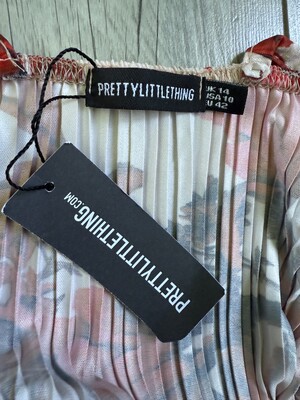 PRETTYLITTLETHING
UK 14
USA 10
EU 42
PRETTYLITTLETHING
.COM